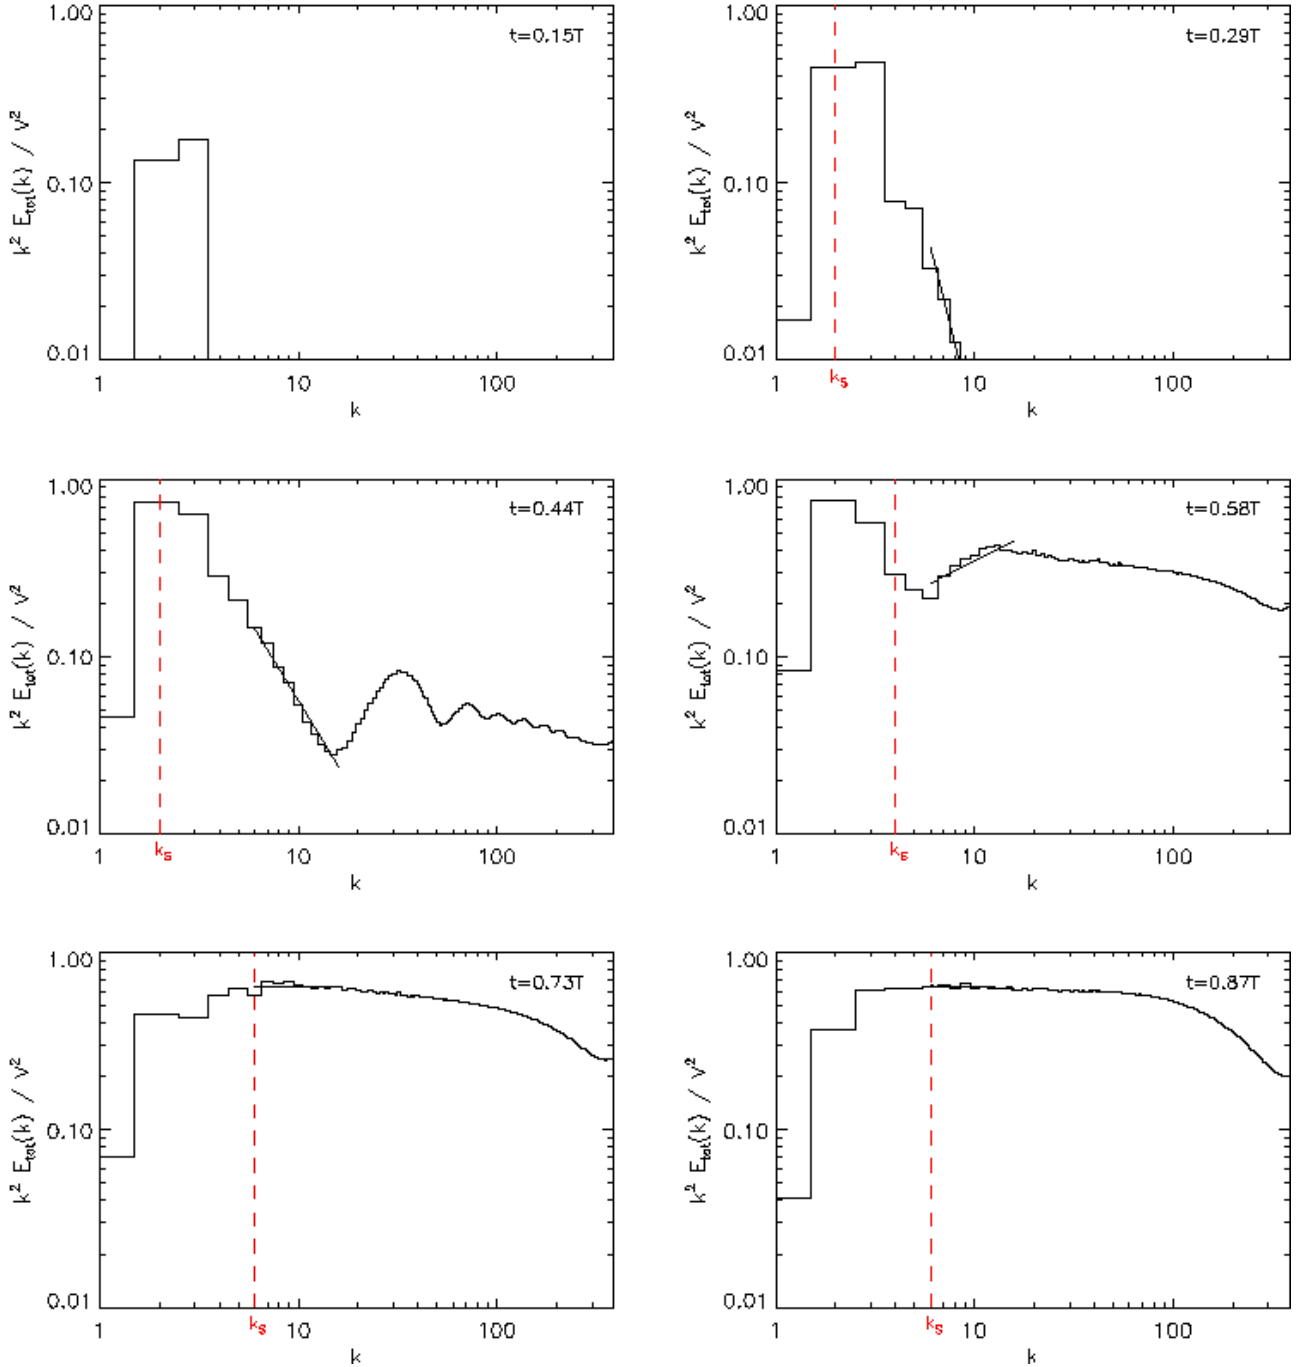 t=0.15T
1.00
0.10
0.01
k² E_tot(k) / v²
1 10 100
k
t=0.29T
1.00
0.10
0.01
k² E_tot(k) / v²
1 10 100
k_s
k
t=0.44T
1.00
0.10
0.01
k² E_tot(k) / v²
1 10 100
k_s
k
t=0.58T
1.00
0.10
0.01
k² E_tot(k) / v²
1 10 100
k_s
k
t=0.73T
1.00
0.10
0.01
k² E_tot(k) / v²
1 10 100
k_s
k
t=0.87T
1.00
0.10
0.01
k² E_tot(k) / v²
1 10 100
k_s
k